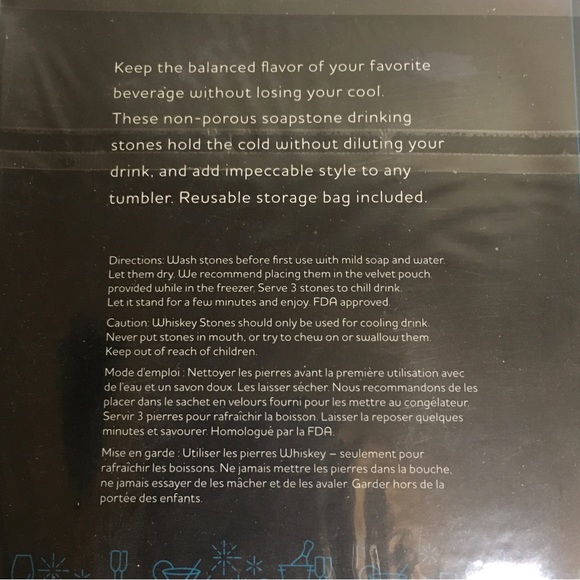 Keep the balanced flavor of your favorite
beverage without losing your cool.
These non-porous soapstone drinking
stones hold the cold without diluting your
drink, and add impeccable style to any
tumbler. Reusable storage bag included.
Directions: Wash stones before first use with mild soap and water.
Let them dry. We recommend placing them in the velvet pouch
provided while in the freezer. Serve 3 stones to chill drink.
Let it stand for a few minutes and enjoy. FDA approved.
Caution: Whiskey Stones should only be used for cooling drink.
Never put stones in mouth, or try to chew on or swallow them.
Keep out of reach of children.
Mode d'emploi : Nettoyer les pierres avant la première utilisation avec
de l'eau et un savon doux. Les laisser sécher. Nous recommandons de les
placer dans le sachet en velours fourni pour les mettre au congélateur.
Servir 3 pierres pour rafraîchir la boisson. Laisser la reposer quelques
minutes et savourer. Homologué par la FDA.
Mise en garde : Utiliser les pierres Whiskey – seulement pour
rafraîchir les boissons. Ne jamais mettre les pierres dans la bouche,
ne jamais essayer de les mâcher et de les avaler. Garder hors de la
portée des enfants.